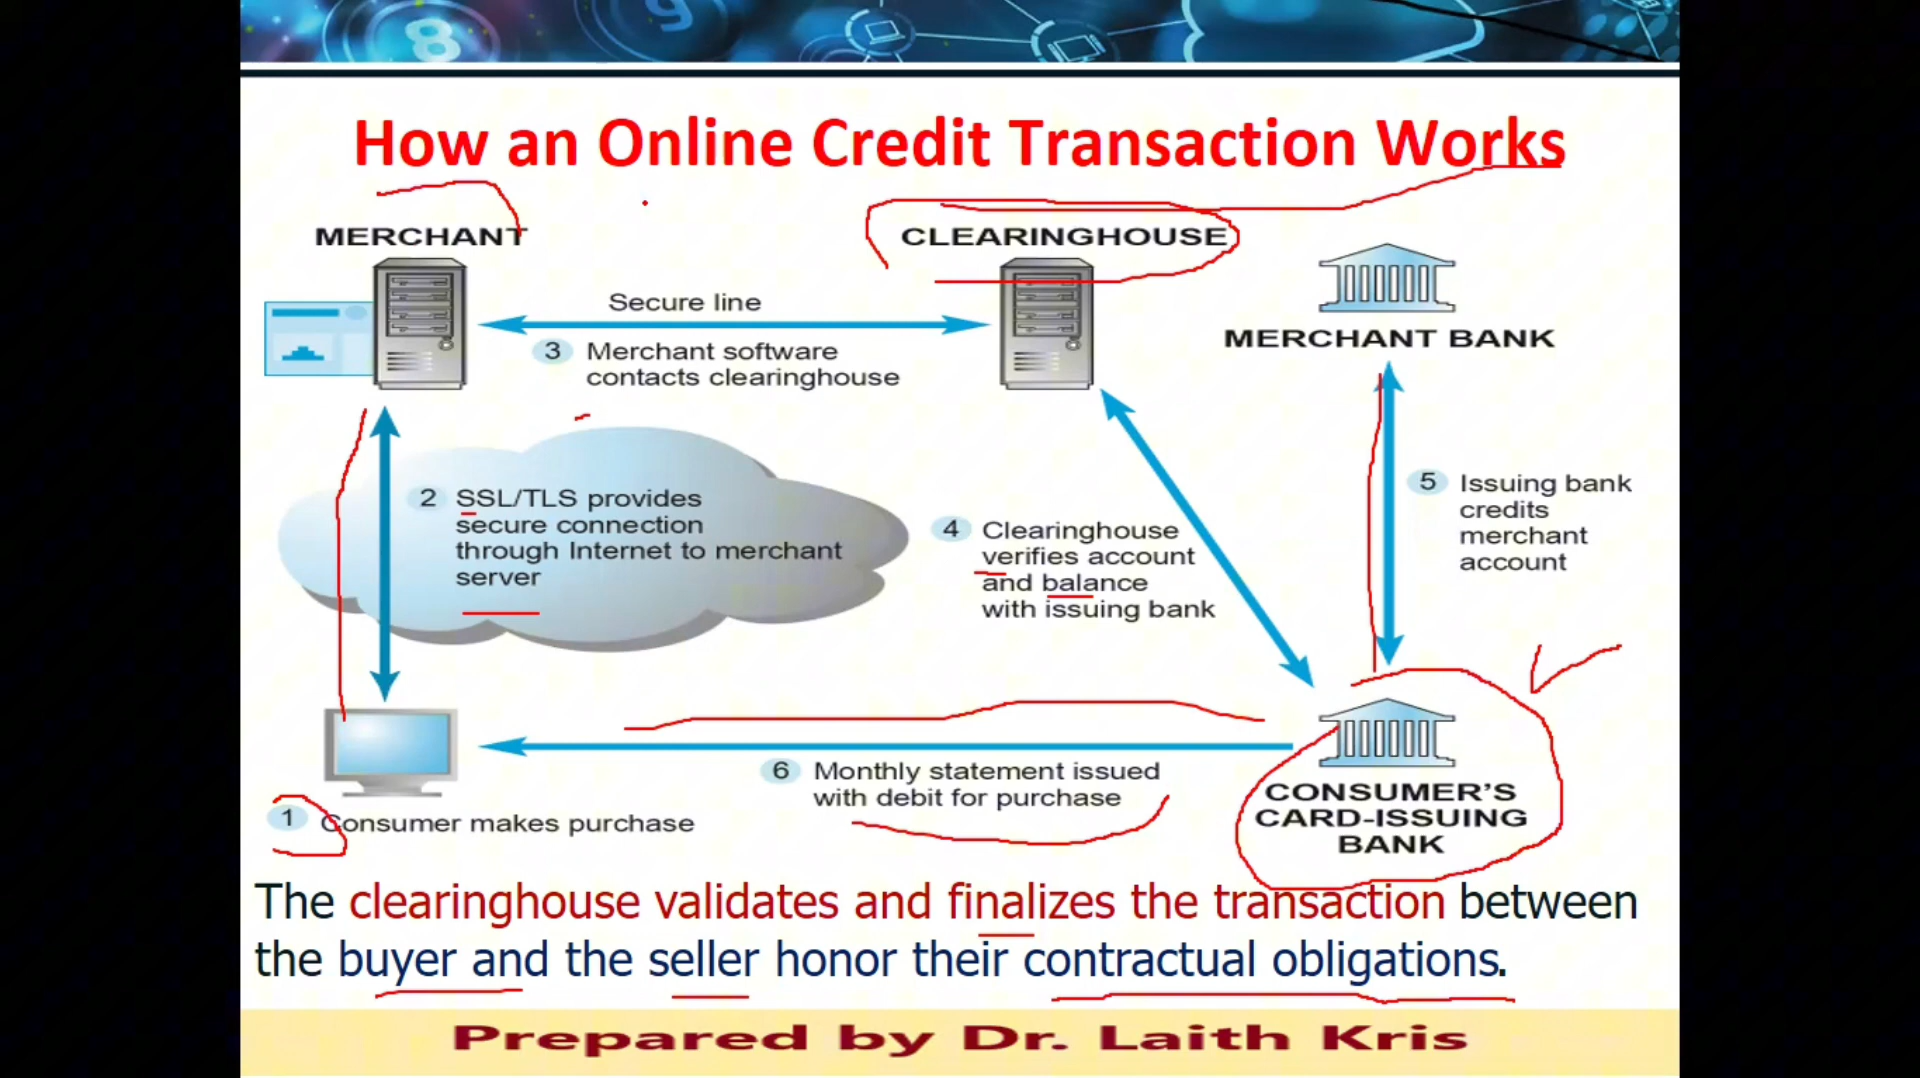 How an Online Credit Transaction Works
MERCHANT
CLEARINGHOUSE
Secure line
3 Merchant software
contacts clearinghouse
MERCHANT BANK
2 SSL/TLS provides
secure connection
through Internet to merchant
server
4 Clearinghouse
verifies account
and balance
with issuing bank
5 Issuing bank
credits
merchant
account
6 Monthly statement issued
with debit for purchase
1 Consumer makes purchase
CONSUMER'S
CARD-ISSUING
BANK
The clearinghouse validates and finalizes the transaction between
the buyer and the seller honor their contractual obligations.
Prepared by Dr. Laith Kris